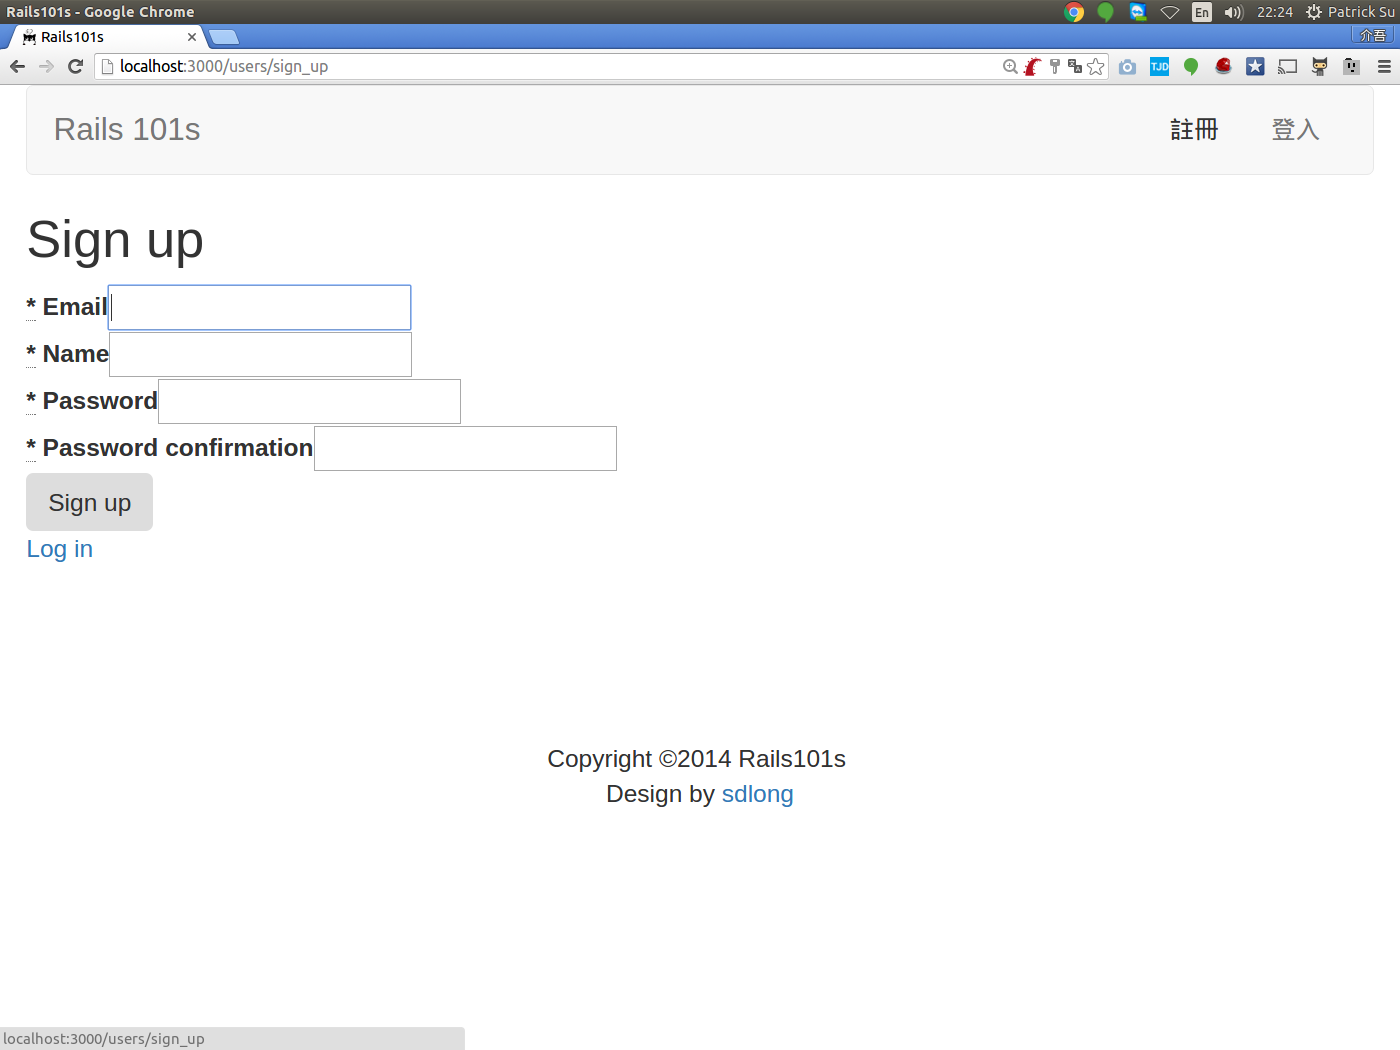 Rails101s - Google Chrome
En
22:24
Patrick Su
Rails101s
介吾
localhost:3000/users/sign_up
TJD
Rails 101s
註冊
登入
Sign up
* Email
* Name
* Password
* Password confirmation
Sign up
Log in
Copyright ©2014 Rails101s
Design by sdlong
localhost:3000/users/sign_up